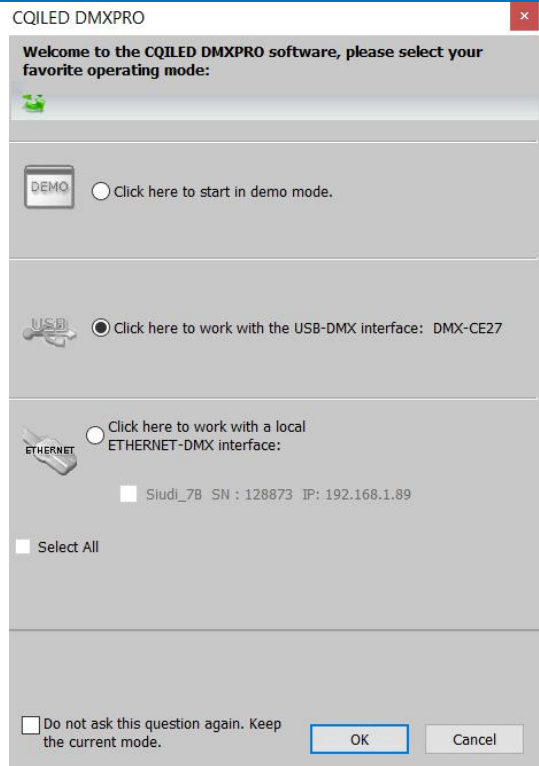 CQILED DMXPRO
Welcome to the CQILED DMXPRO software, please select your
favorite operating mode:
DEMO
Click here to start in demo mode.
USB
Click here to work with the USB-DMX interface: DMX-CE27
Click here to work with a local
ETHERNET
ETHERNET-DMX interface:
Siudi_7B SN : 128873 IP: 192.168.1.89
Select All
Do not ask this question again. Keep
the current mode.
OK
Cancel